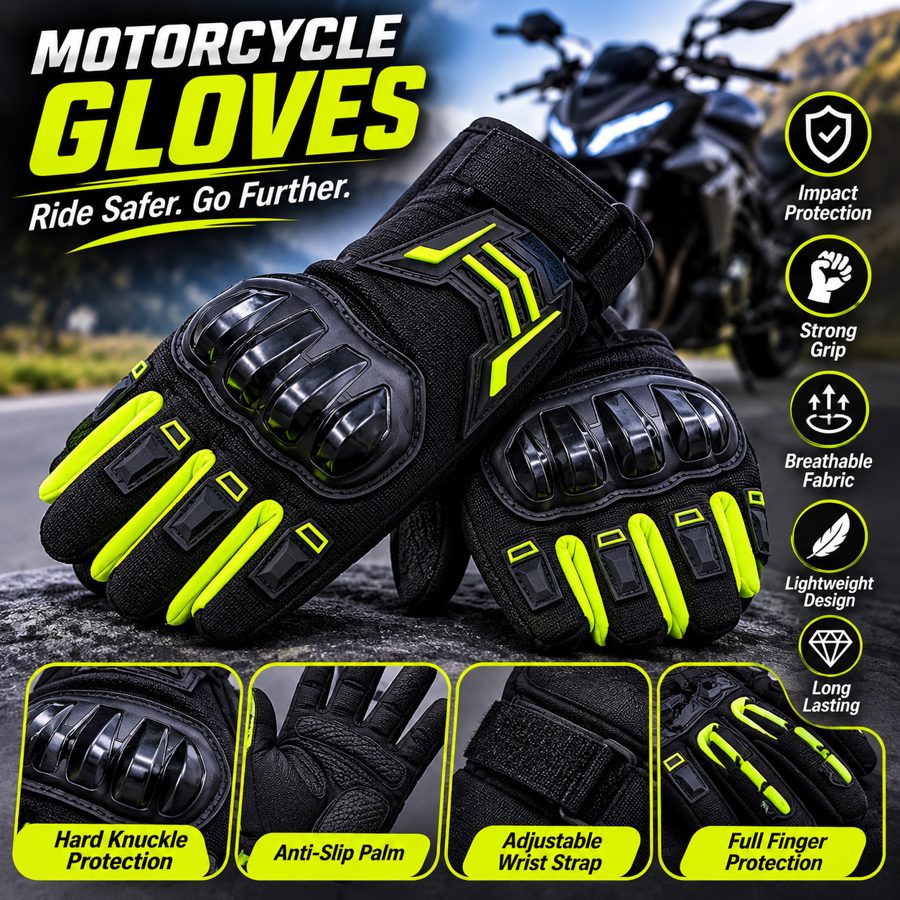 MOTORCYCLE
GLOVES
Ride Safer. Go Further.
Impact
Protection
Strong
Grip
Breathable
Fabric
Lightweight
Design
Long
Lasting
Hard Knuckle
Protection
Anti-Slip Palm
Adjustable
Wrist Strap
Full Finger
Protection